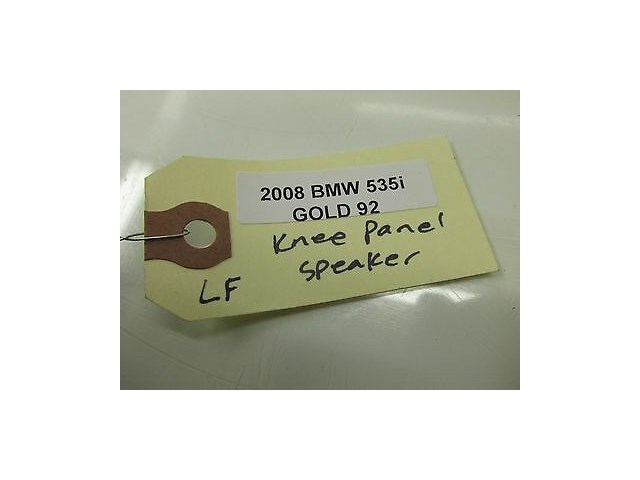 2008 BMW 535i
GOLD 92
Knee Panel
Speaker
LF